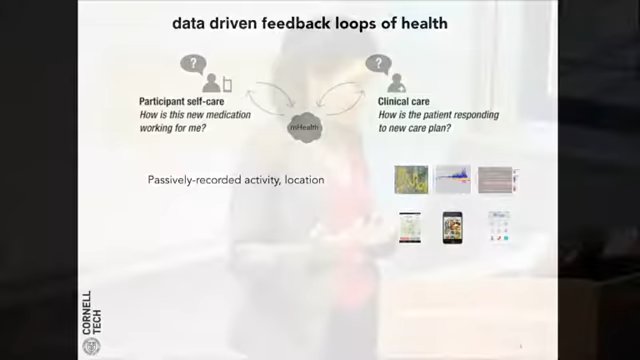 data driven feedback loops of health
?
?
Participant self-care
How is this new medication
working for me?
mHealth
Clinical care
How is the patient responding
to new care plan?
Passively-recorded activity, location
CORNELL
TECH